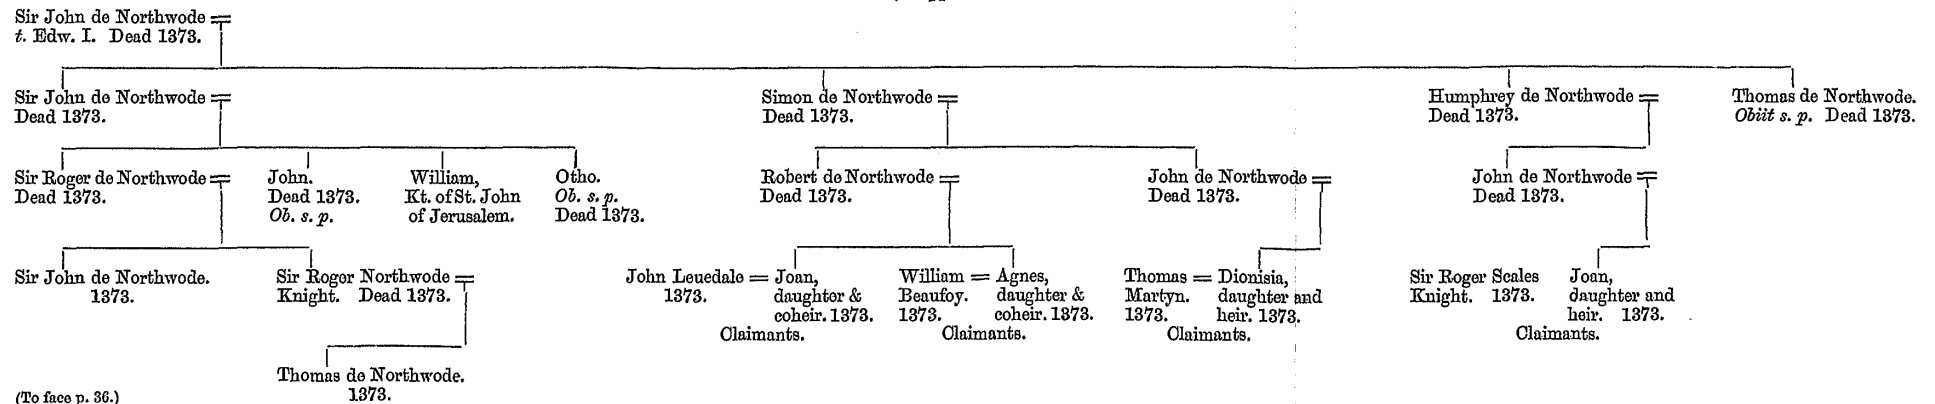 Sir John de Northwode =
t. Edw. I. Dead 1373.
Sir John de Northwode =
Dead 1373.
Simon de Northwode =
Dead 1373.
Humphrey de Northwode =
Dead 1373.
Thomas de Northwode.
Obiit s. p. Dead 1373.
Sir Roger de Northwode =
Dead 1373.
John.
Dead 1373.
Ob. s. p.
William,
Kt. of St. John
of Jerusalem.
Otho.
Ob. s. p.
Dead 1373.
Robert de Northwode =
Dead 1373.
John de Northwode =
Dead 1373.
John de Northwode =
Dead 1373.
Sir John de Northwode.
1373.
Sir Roger Northwode =
Knight. Dead 1373.
John Leuedale =
1373.
Joan,
daughter &
coheir. 1373.
Claimants.
William =
Beaufoy.
1373.
Agnes,
daughter &
coheir. 1373.
Claimants.
Thomas =
Martyn.
1373.
Dionisia,
daughter and
heir. 1373.
Claimants.
Sir Roger Scales
Knight. 1373.
Joan,
daughter and
heir. 1373.
Claimants.
Thomas de Northwode.
1373.
(To face p. 36.)